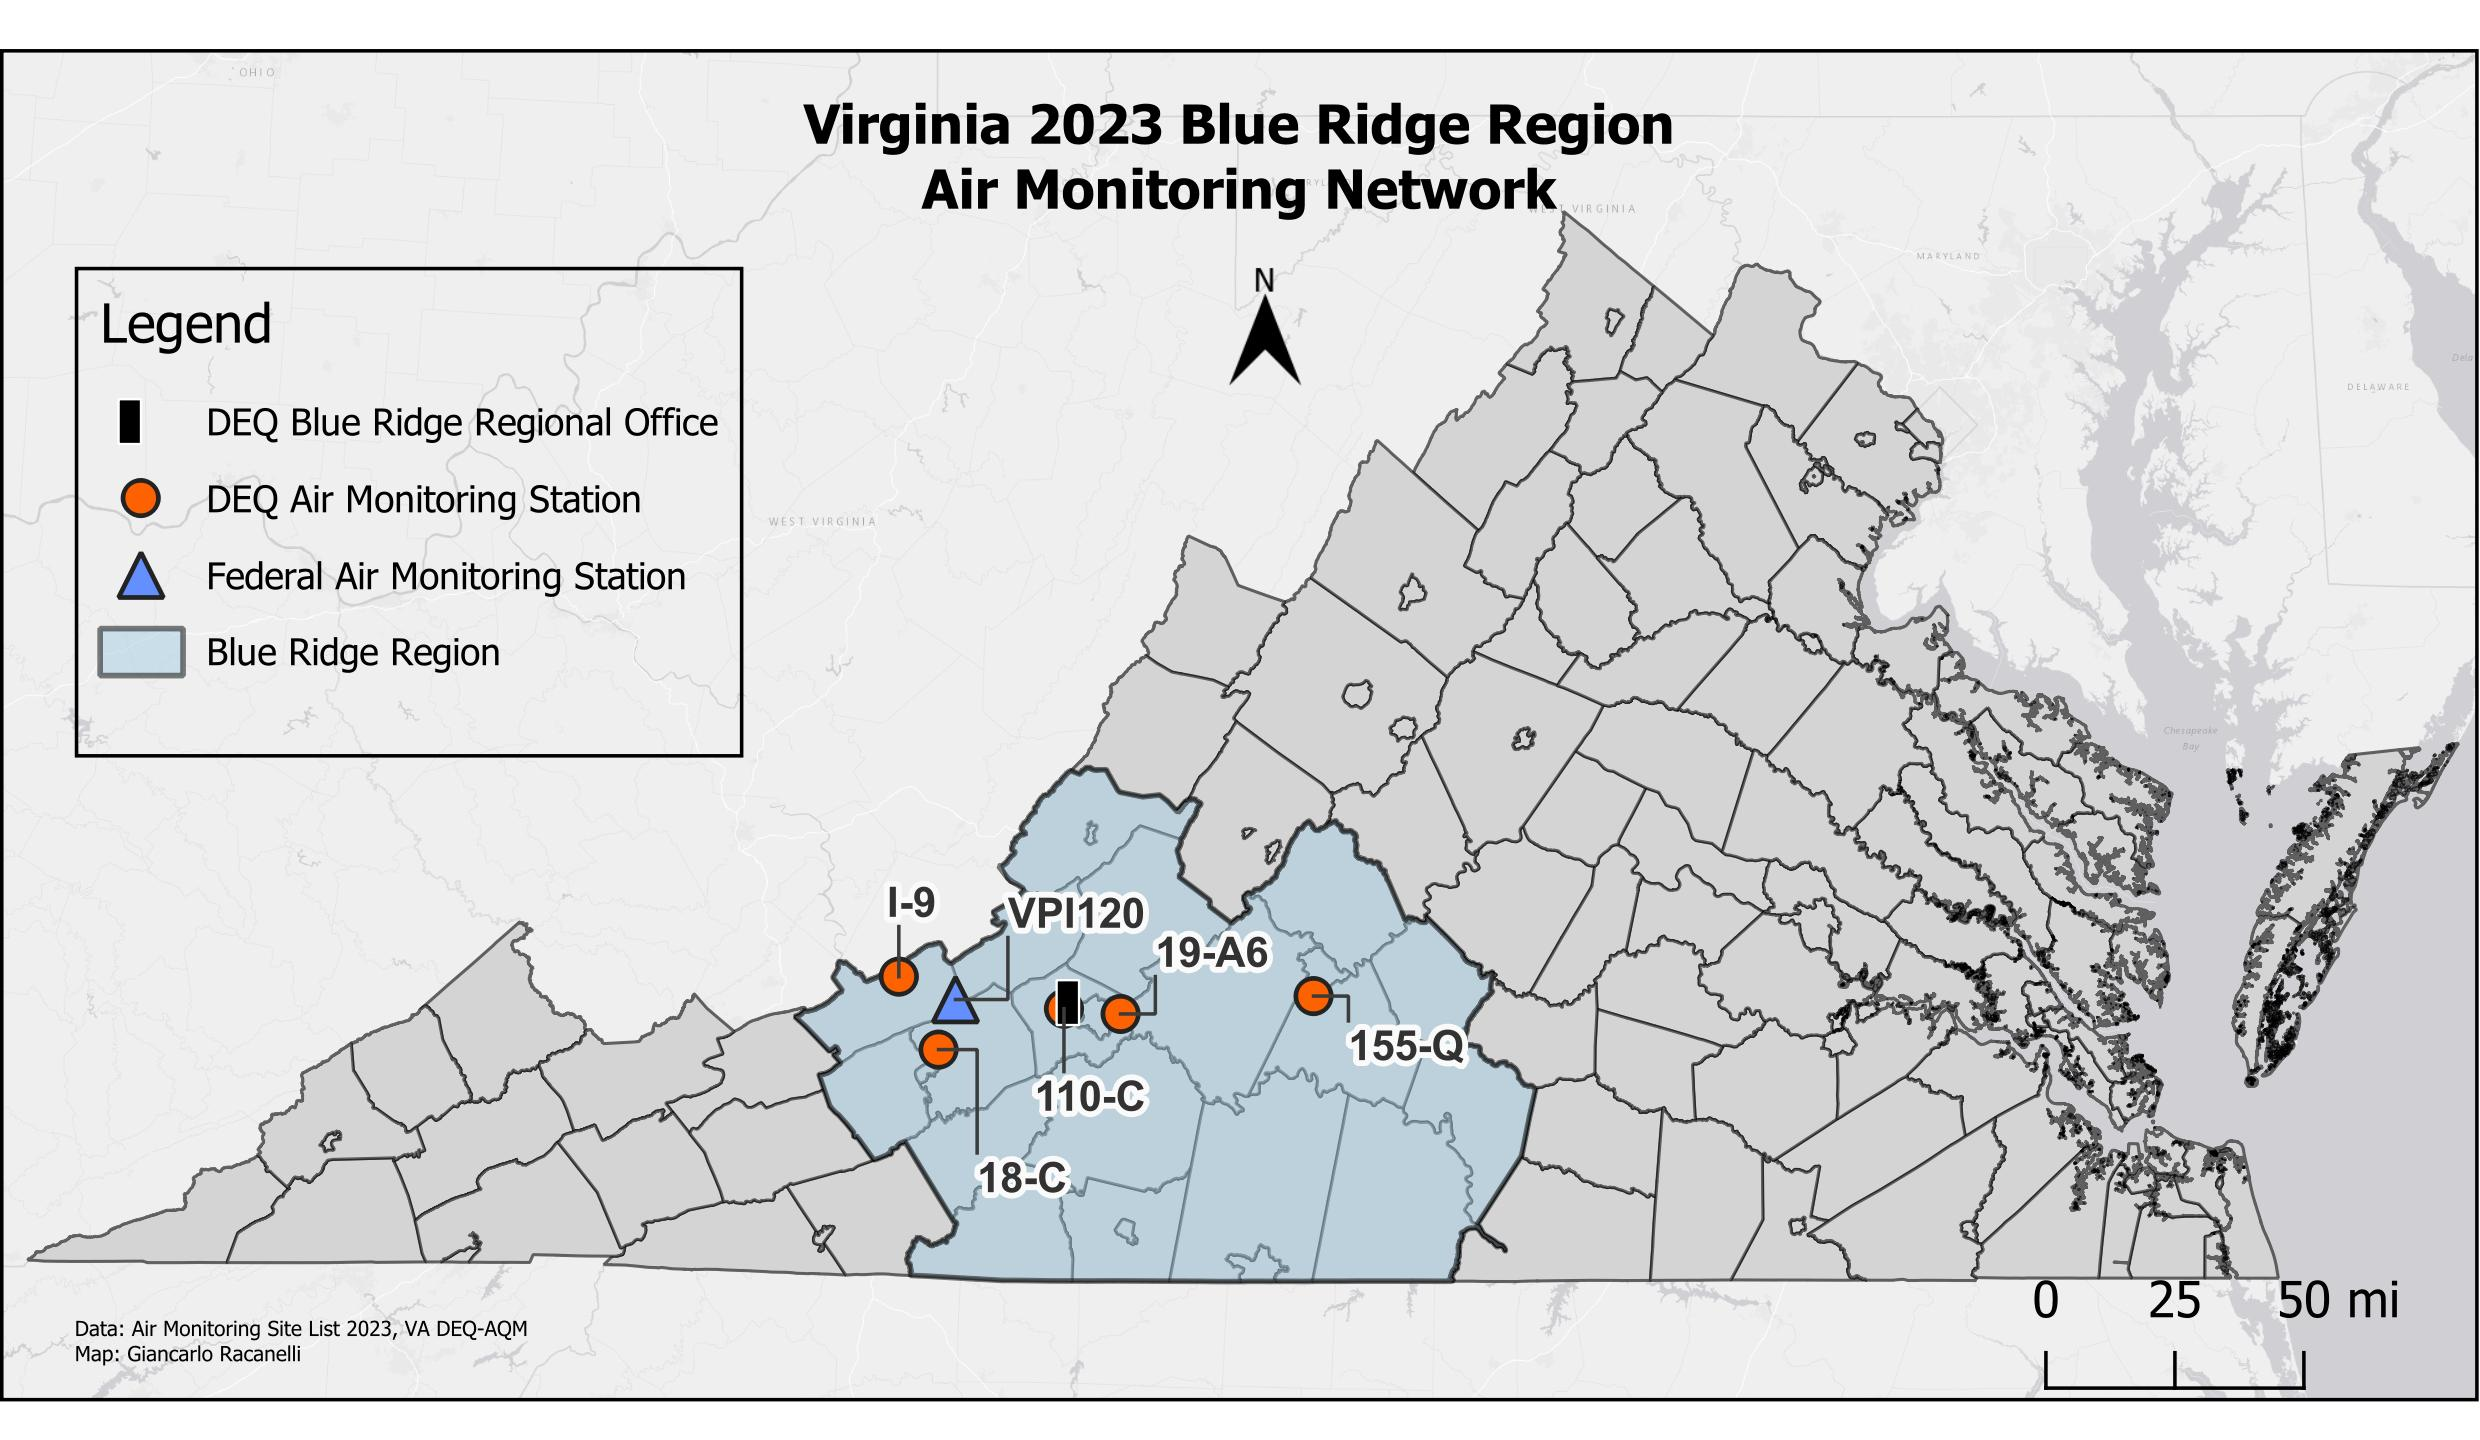 OHIO
Virginia 2023 Blue Ridge Region
Air Monitoring Network
WEST VIRGINIA
MARYLAND
N
Legend
DEQ Blue Ridge Regional Office
DEQ Air Monitoring Station
Federal Air Monitoring Station
Blue Ridge Region
DELAWARE
WEST VIRGINIA
Chesapeake
Bay
I-9
VPI120
19-A6
155-Q
110-C
18-C
0 25 50 mi
Data: Air Monitoring Site List 2023, VA DEQ-AQM
Map: Giancarlo Racanelli